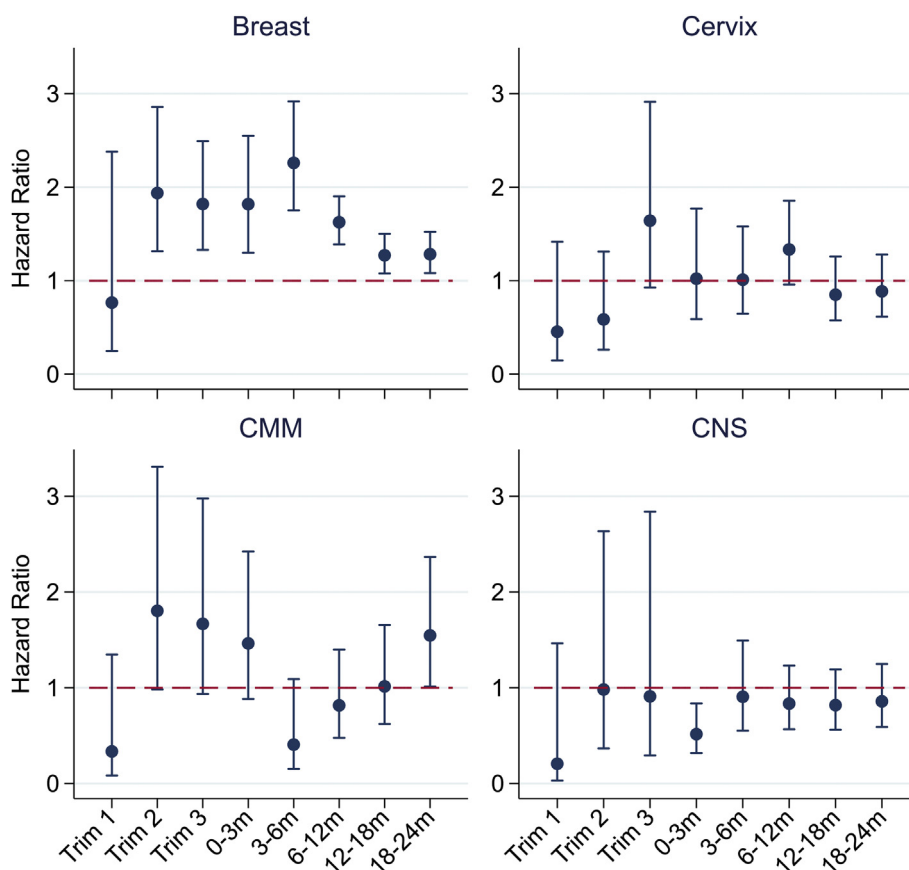 Breast
Cervix
Hazard Ratio
3
2
1
0
3
2
1
0
CMM
CNS
Hazard Ratio
3
2
1
0
Trim 1
Trim 2
Trim 3
0-3m
3-6m
6-12m
12-18m
18-24m
3
2
1
0
Trim 1
Trim 2
Trim 3
0-3m
3-6m
6-12m
12-18m
18-24m